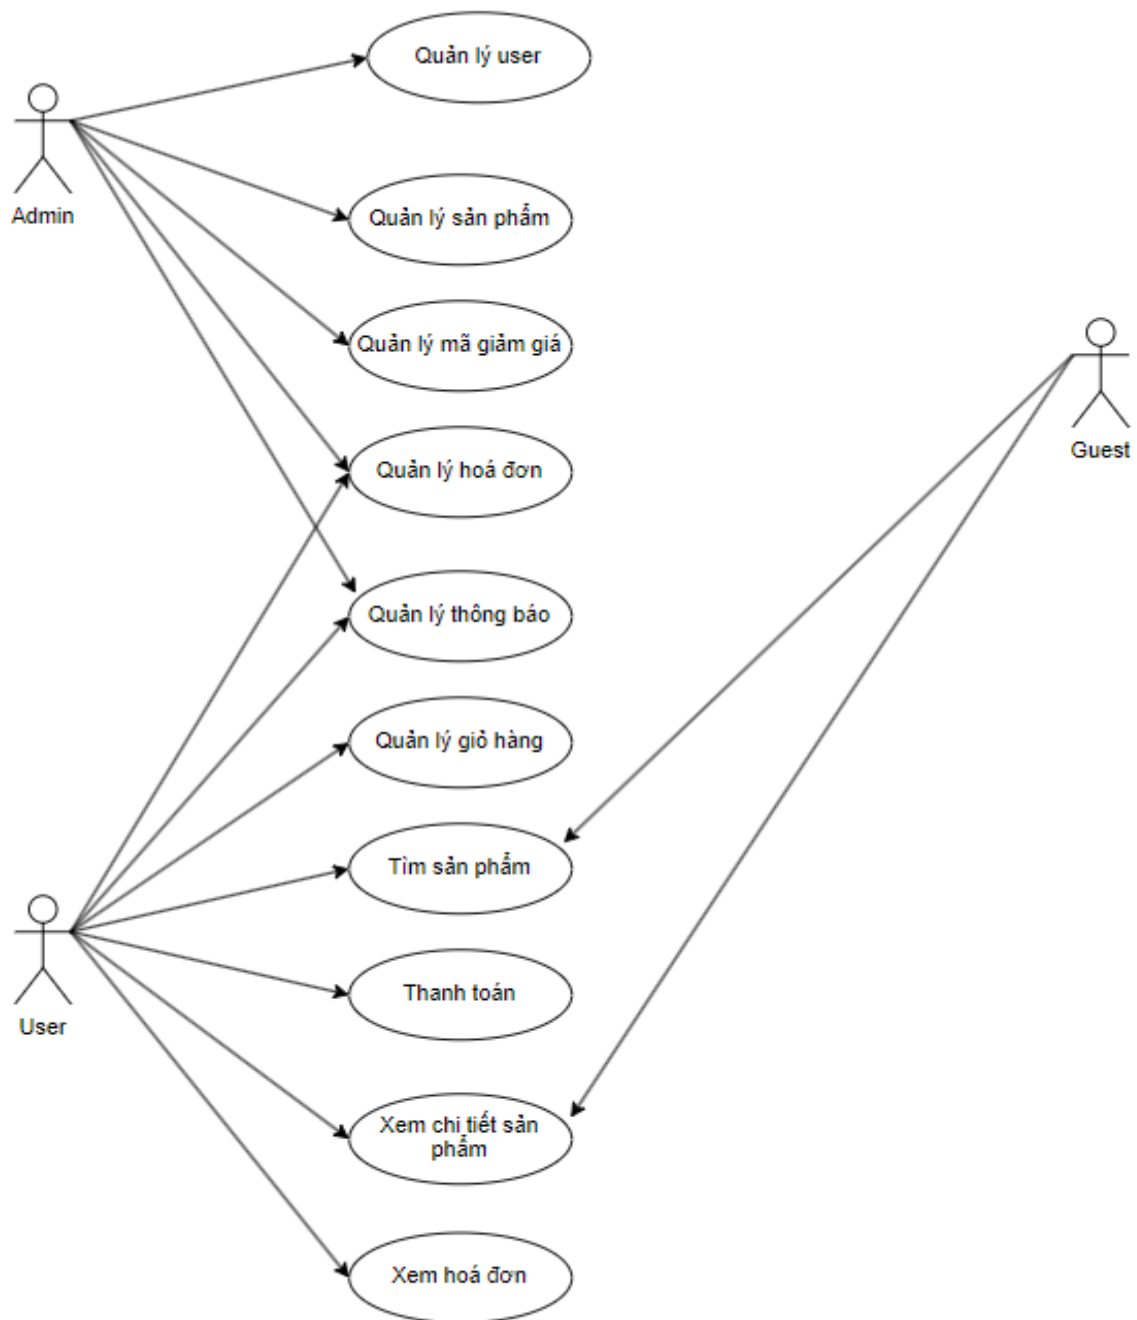 Quản lý user
Admin
Quản lý sản phẩm
Quản lý mã giảm giá
Guest
Quản lý hoá đơn
Quản lý thông báo
Quản lý giỏ hàng
Tìm sản phẩm
Thanh toán
User
Xem chi tiết sản
phẩm
Xem hoá đơn